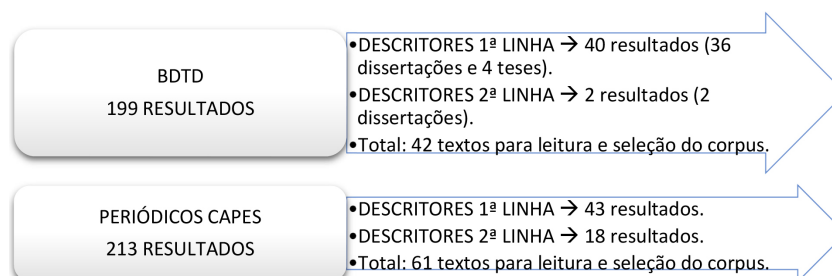 BDTD
199 RESULTADOS
•DESCRITORES 1ª LINHA → 40 resultados (36
dissertações e 4 teses).
•DESCRITORES 2ª LINHA → 2 resultados (2
dissertações).
•Total: 42 textos para leitura e seleção do corpus.
PERIÓDICOS CAPES
213 RESULTADOS
•DESCRITORES 1ª LINHA → 43 resultados.
•DESCRITORES 2ª LINHA → 18 resultados.
•Total: 61 textos para leitura e seleção do corpus.